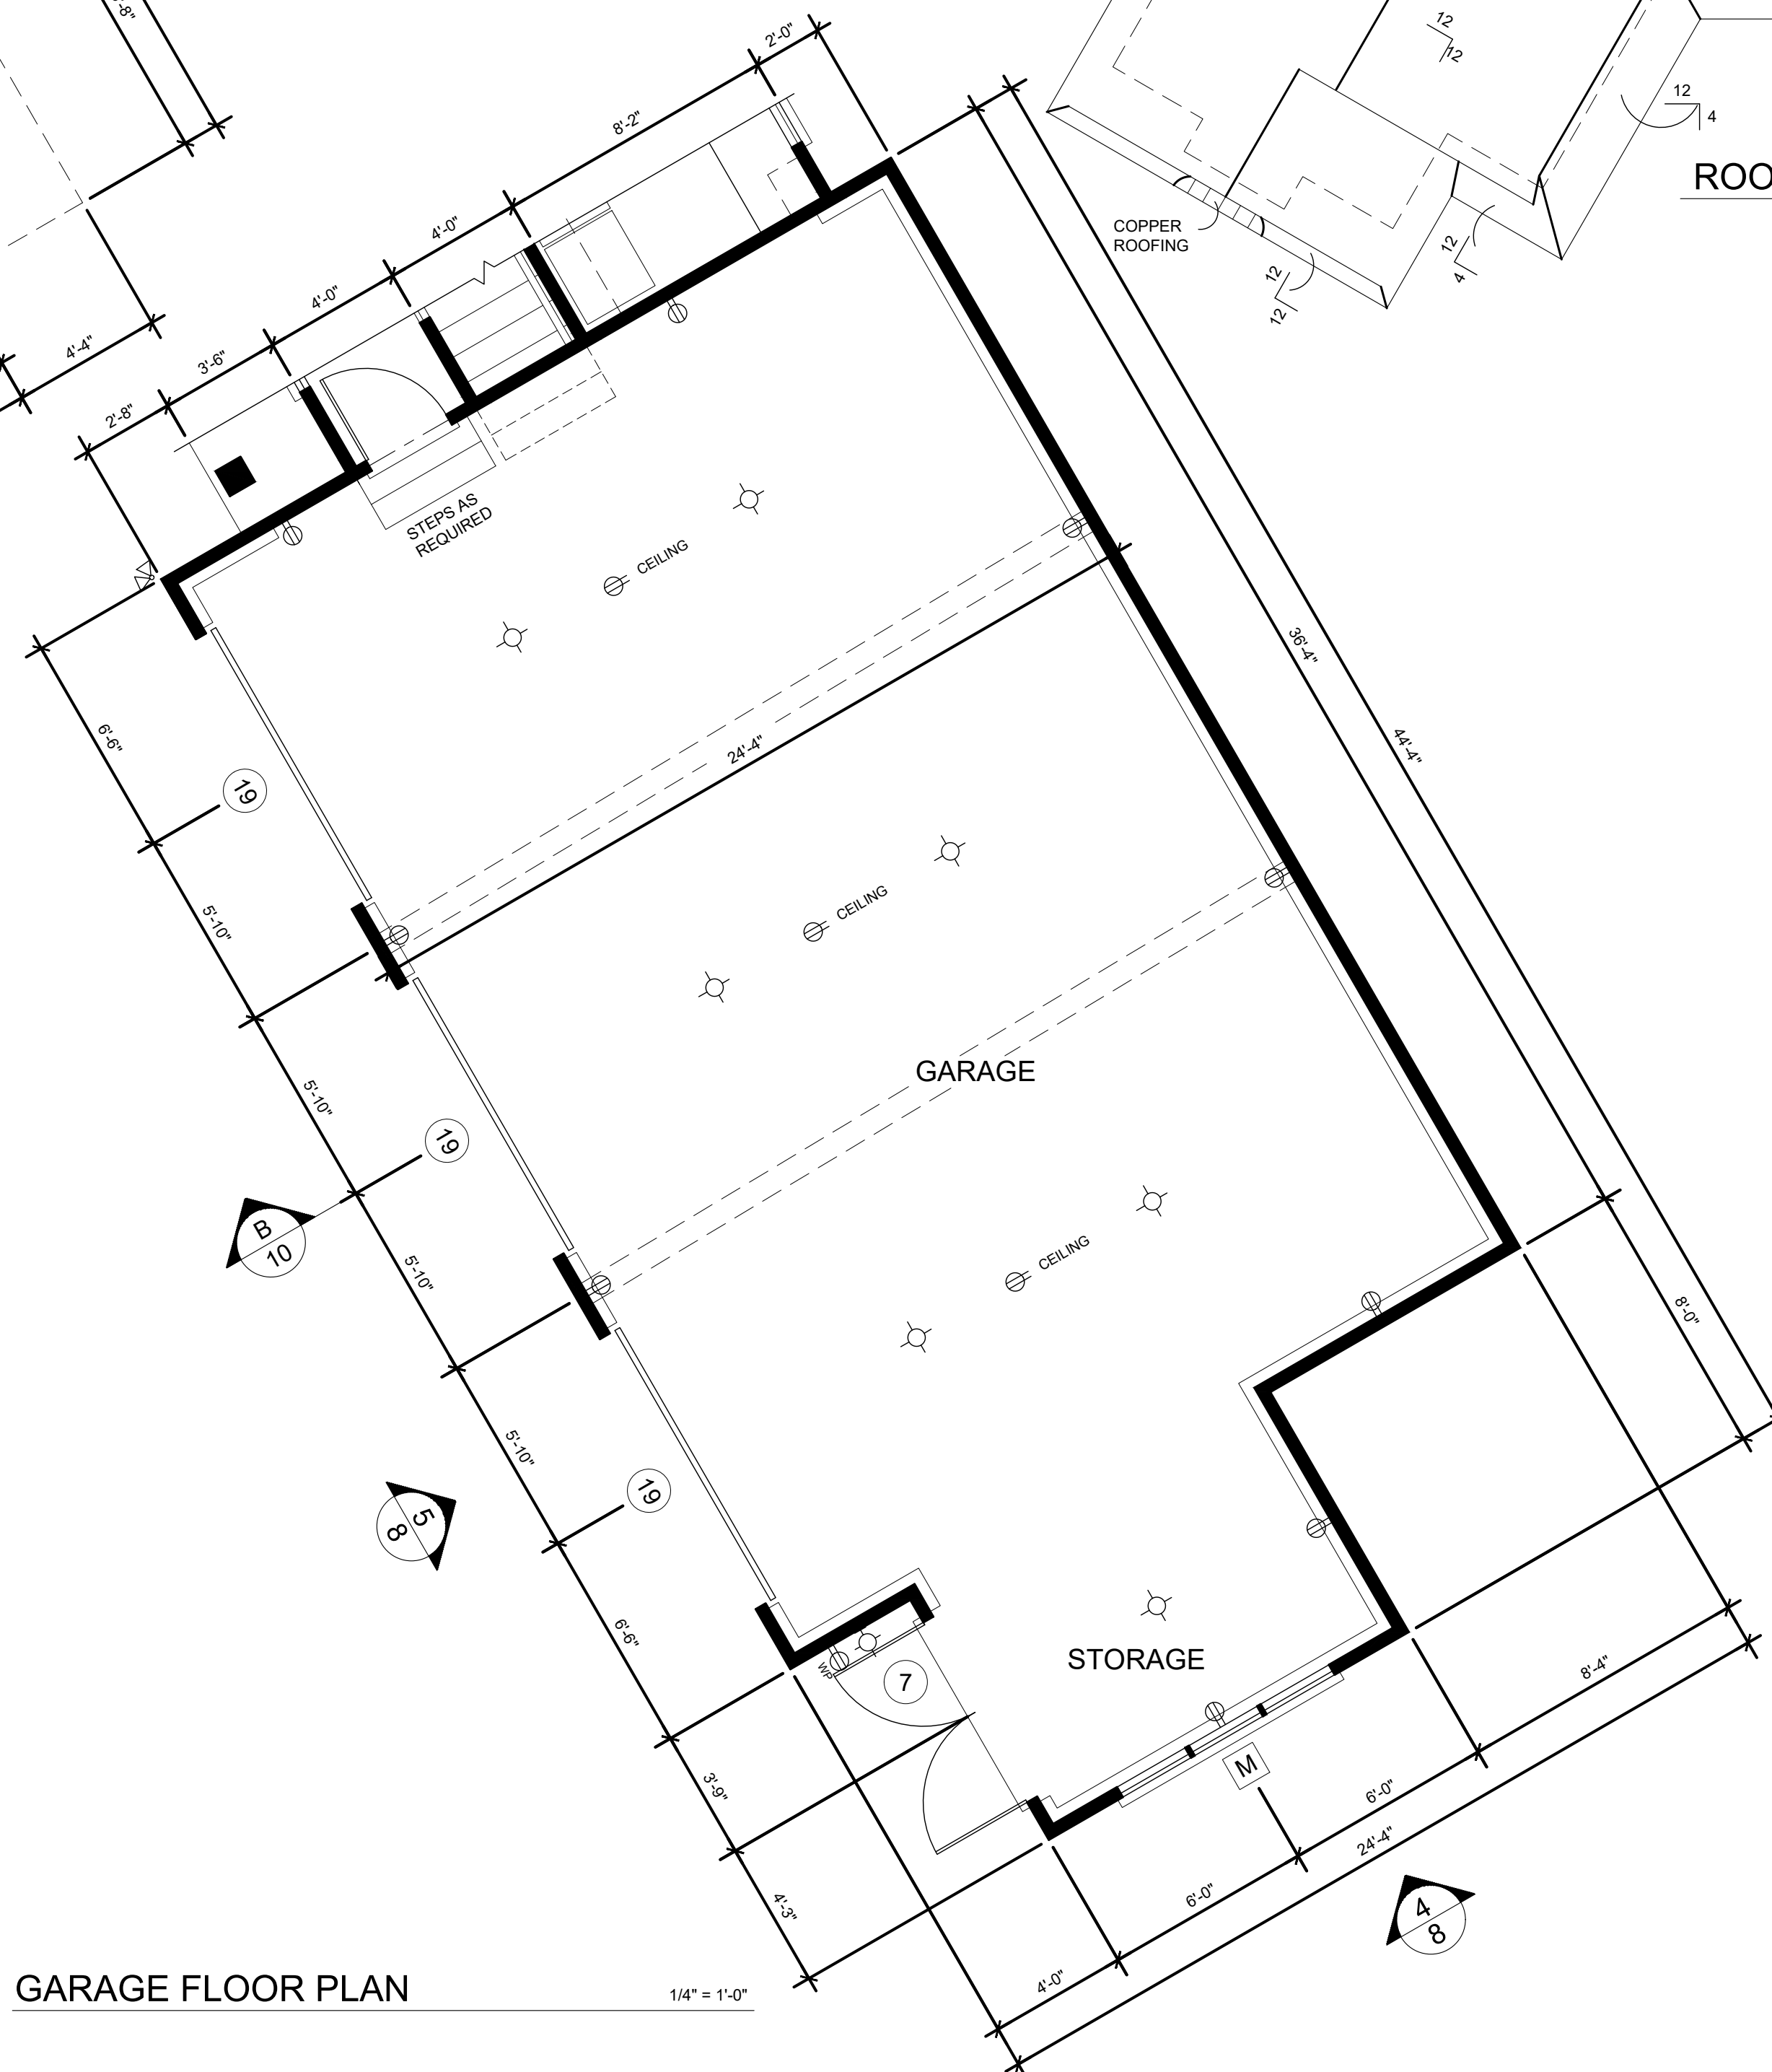 -8"
4'-4"
2'-8"
3'-6"
4'-0"
4'-0"
8'-2"
2'-0"
12
12
12
4
ROO
COPPER
ROOFING
12
12
12
4
STEPS AS
REQUIRED
CEILING
24'-4"
36'-4"
44'-4"
6'-6"
19
5'-10"
CEILING
GARAGE
5'-10"
19
B
10
5'-10"
CEILING
8'-0"
5'-10"
19
5
8
6'-6"
WP
7
STORAGE
8'-4"
M
3'-9"
6'-0"
24'-4"
4'-3"
6'-0"
4
8
4'-0"
GARAGE FLOOR PLAN
1/4" = 1'-0"